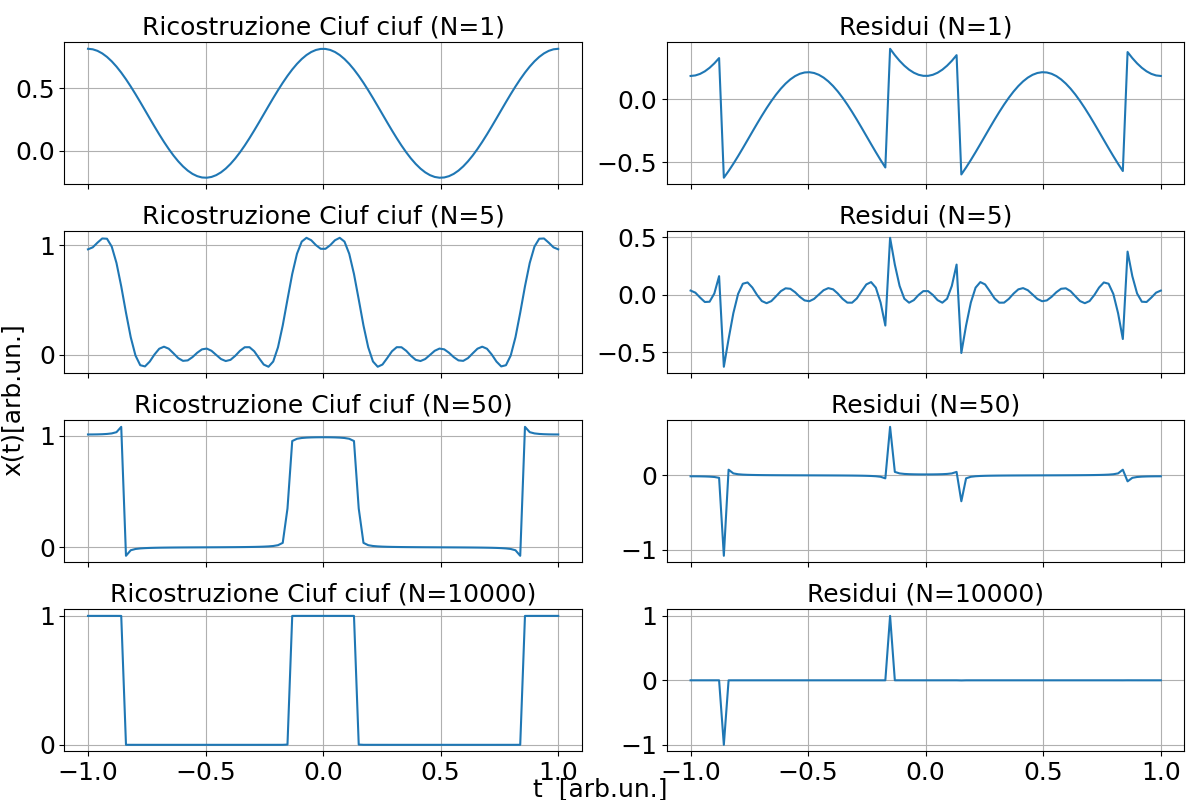 Ricostruzione Ciuf ciuf (N=1)
0.5
0.0
Residui (N=1)
0.0
−0.5
Ricostruzione Ciuf ciuf (N=5)
1
0
Residui (N=5)
0.5
0.0
−0.5
x(t)[arb.un.]
Ricostruzione Ciuf ciuf (N=50)
1
0
Residui (N=50)
0
−1
Ricostruzione Ciuf ciuf (N=10000)
1
0
−1.0 −0.5 0.0 0.5 1.0
Residui (N=10000)
1
0
−1
−1.0 −0.5 0.0 0.5 1.0
t [arb.un.]